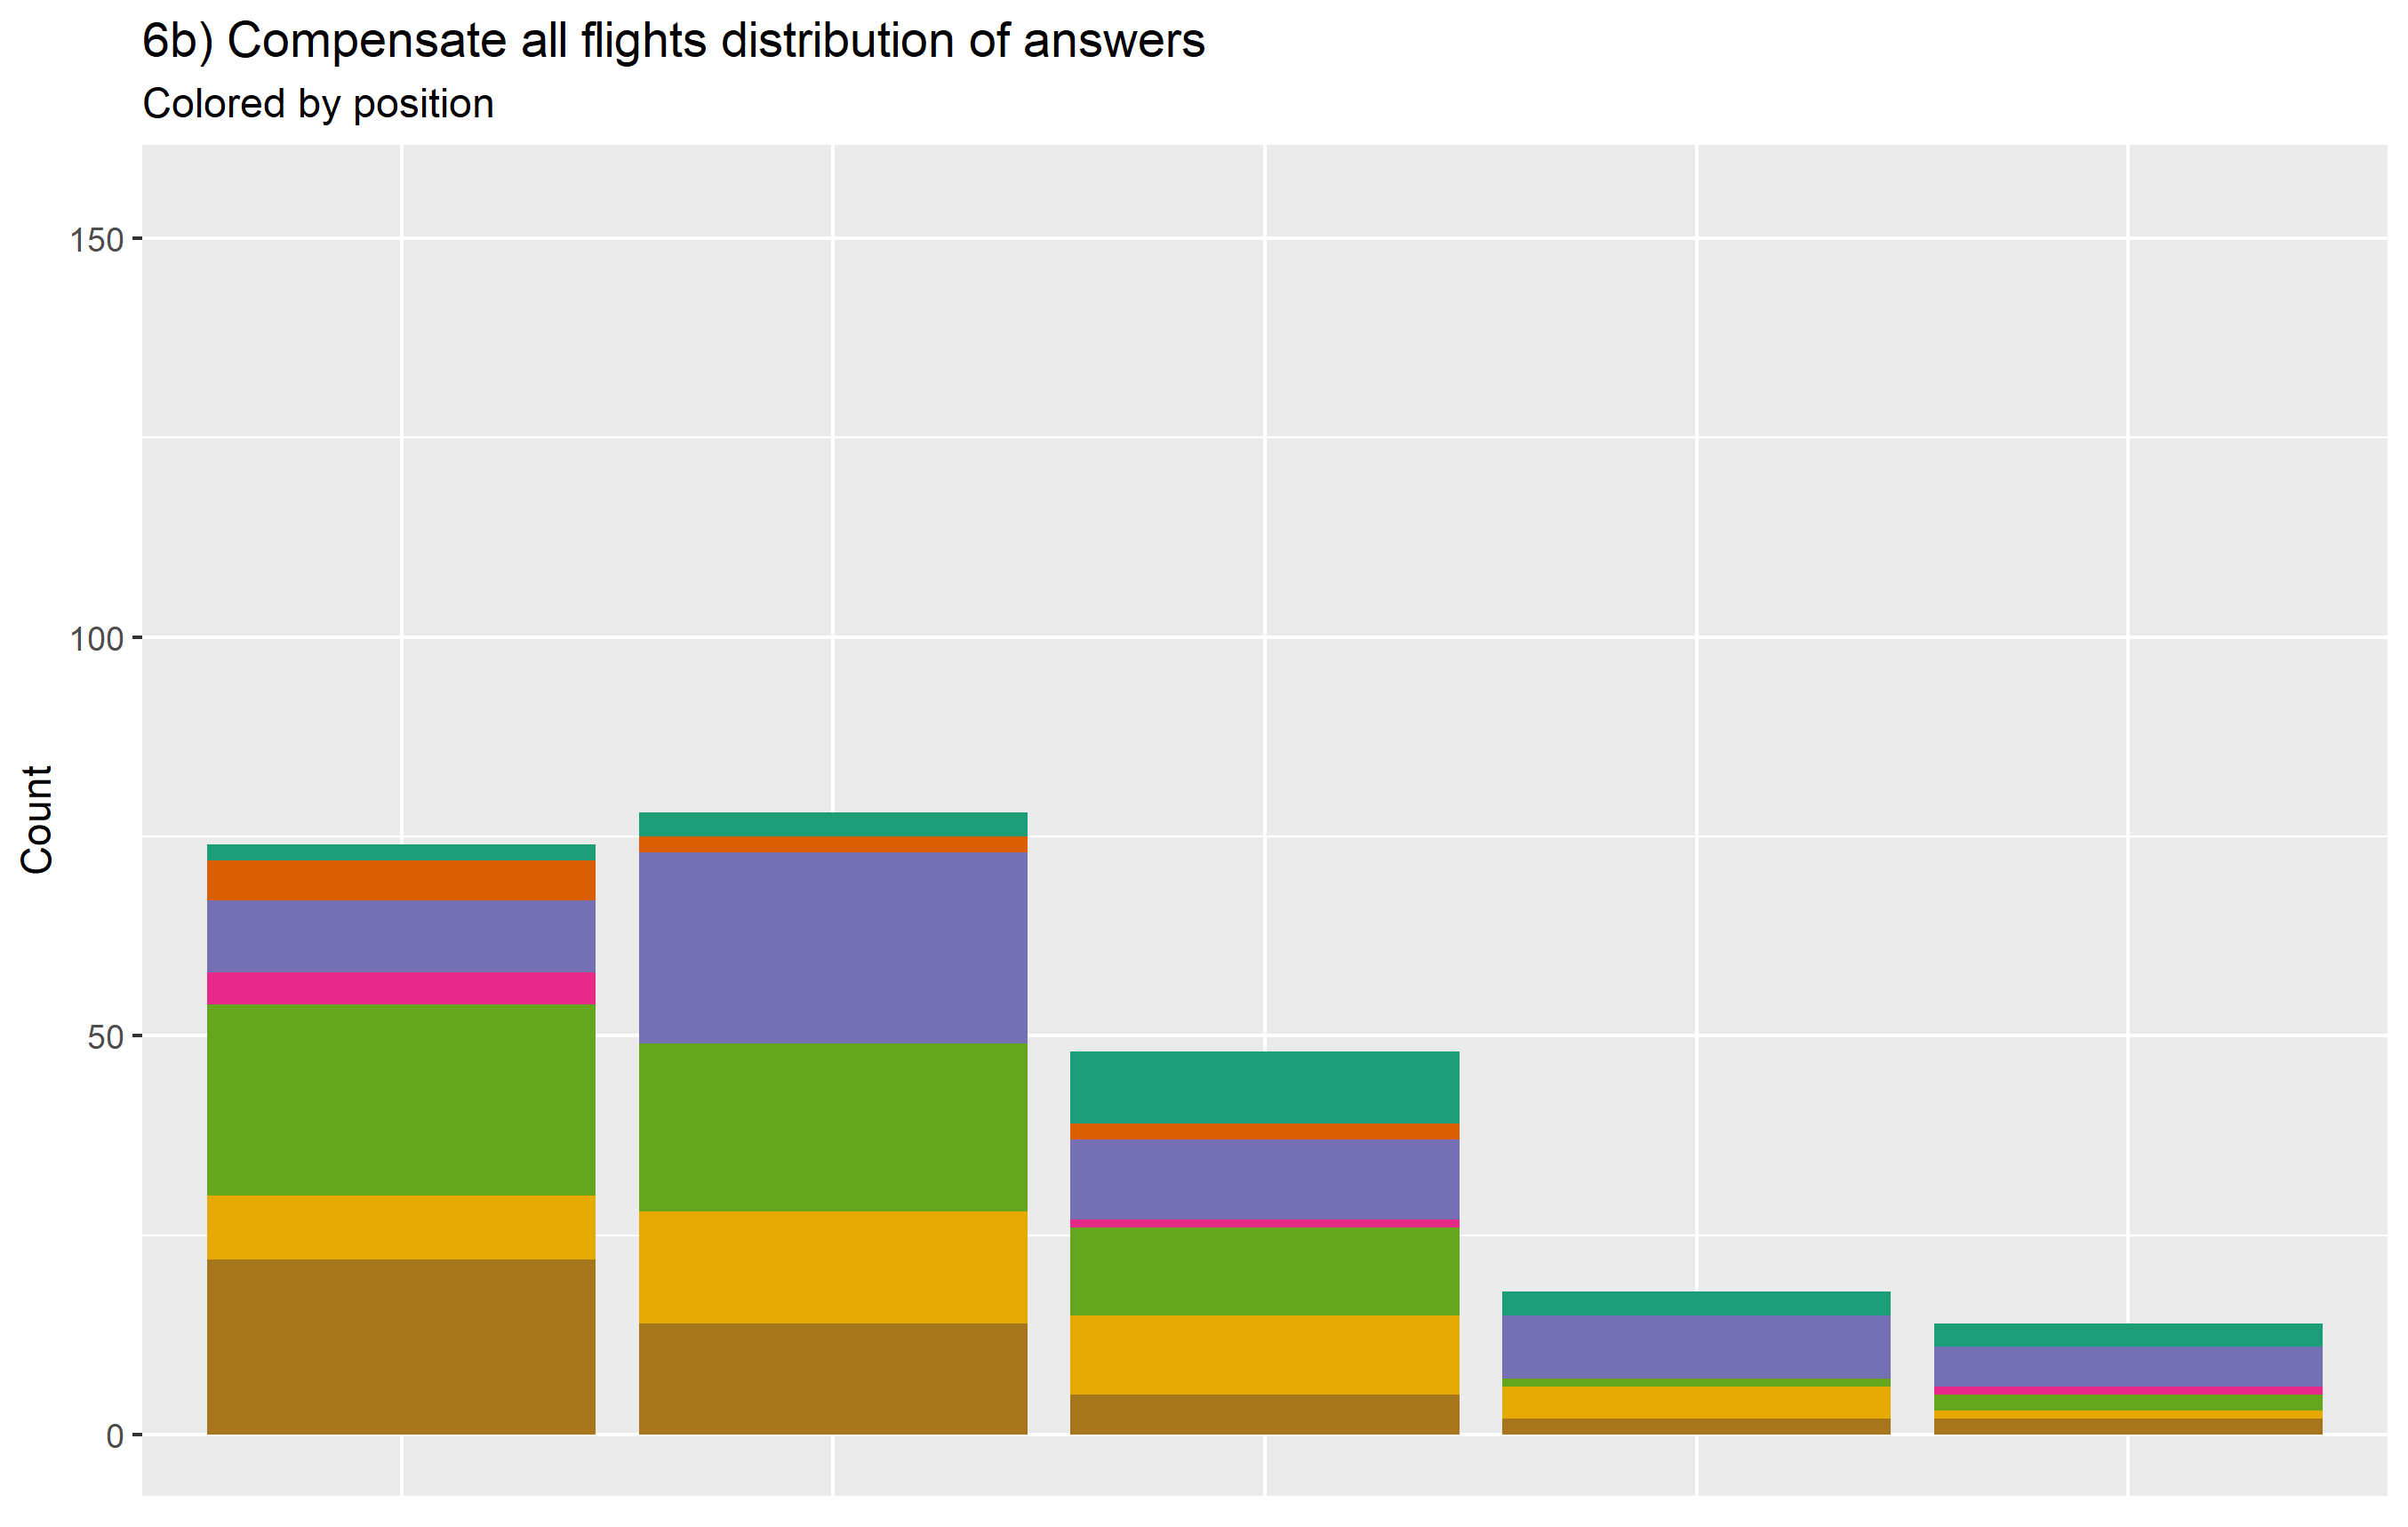 6b) Compensate all flights distribution of answers
Colored by position
150
100
50
0
Count